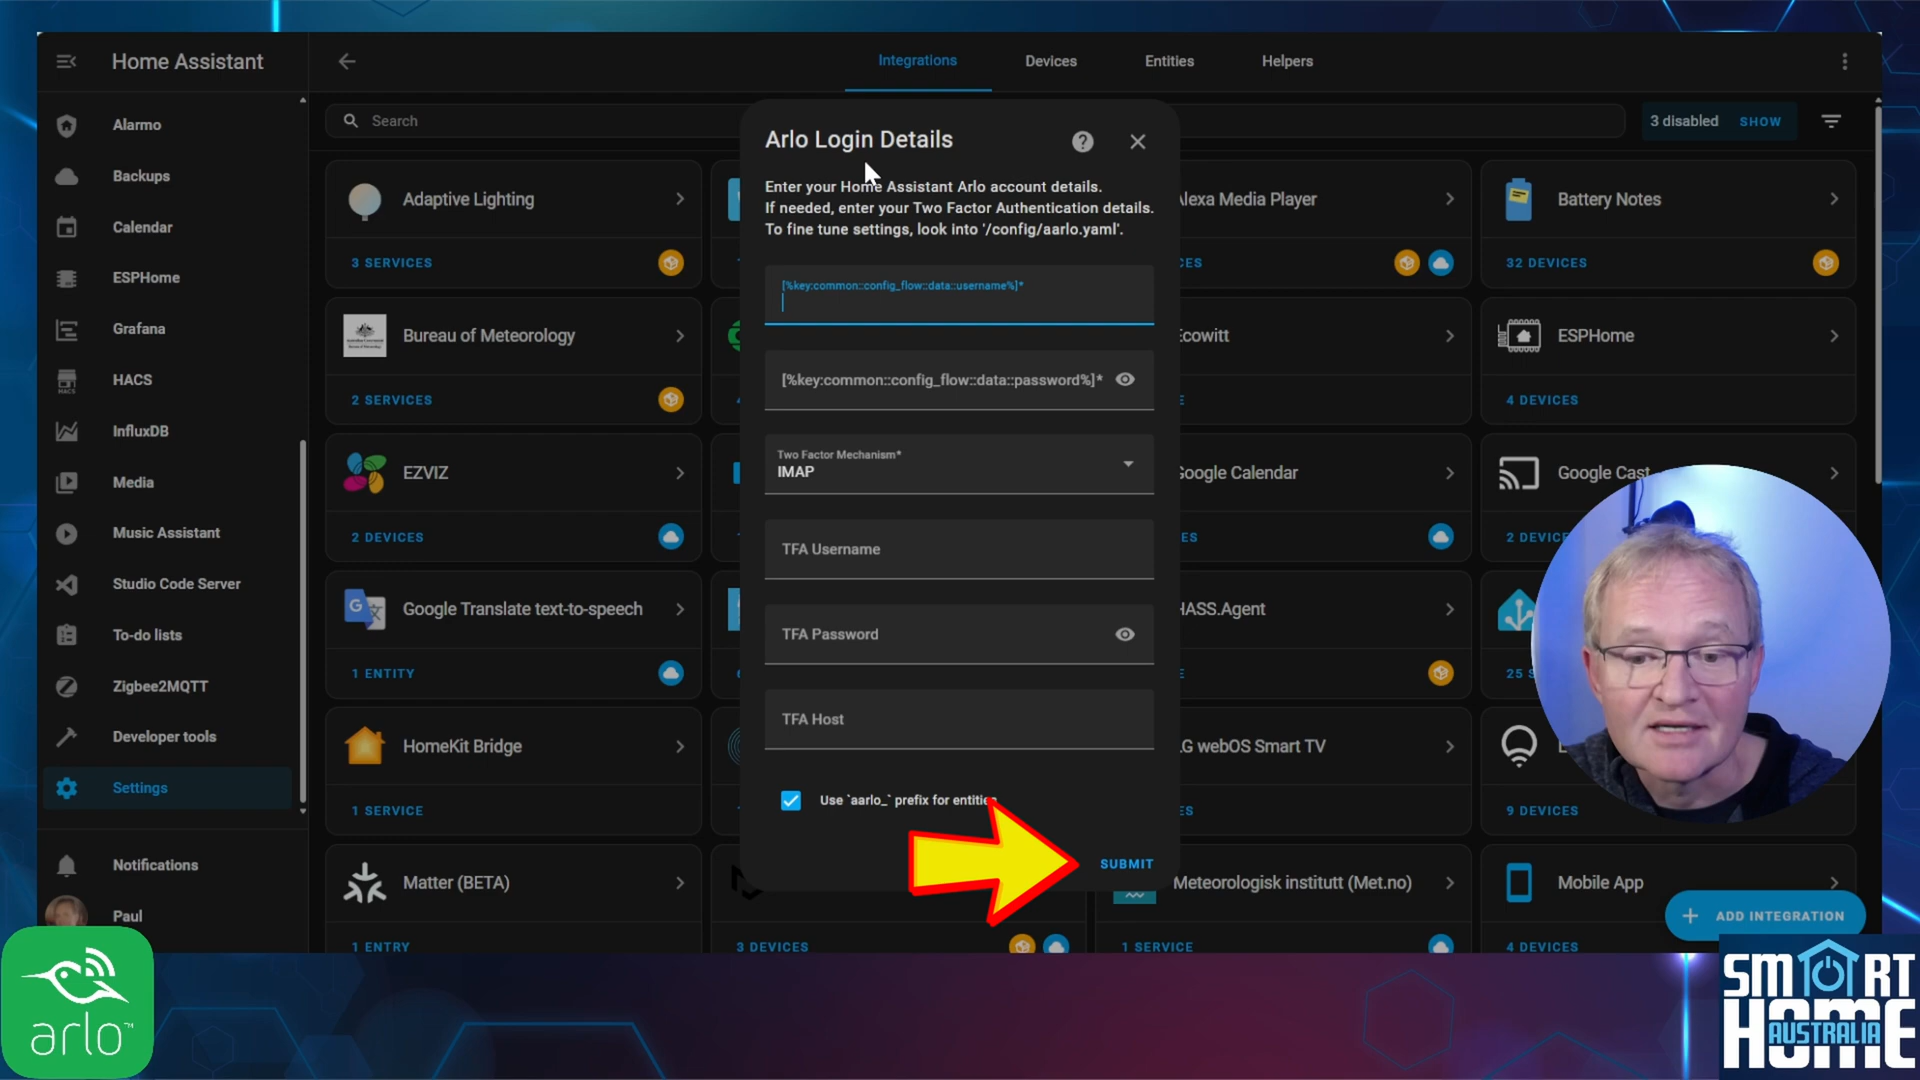 Home Assistant
Integrations
Devices
Entities
Helpers
Search
3 disabled
SHOW
Alarmo
Backups
Calendar
ESPHome
Grafana
HACS
InfluxDB
Media
Music Assistant
Studio Code Server
To-do lists
Zigbee2MQTT
Developer tools
Settings
Notifications
Paul
Arlo Login Details
Enter your Home Assistant Arlo account details.
If needed, enter your Two Factor Authentication details.
To fine tune settings, look into '/config/aarlo.yaml'.
[%key:common::config_flow::data::username%]*
[%key:common::config_flow::data::password%]*
Two Factor Mechanism*
IMAP
TFA Username
TFA Password
TFA Host
Use `aarlo_` prefix for entities
SUBMIT
Adaptive Lighting
3 SERVICES
Alexa Media Player
Battery Notes
32 DEVICES
Bureau of Meteorology
2 SERVICES
Ecowitt
ESPHome
4 DEVICES
EZVIZ
2 DEVICES
Google Calendar
Google Cast
2 DEVICES
Google Translate text-to-speech
1 ENTITY
HASS.Agent
25 S
HomeKit Bridge
1 SERVICE
LG webOS Smart TV
9 DEVICES
Matter (BETA)
1 ENTRY
3 DEVICES
Meteorologisk institutt (Met.no)
1 SERVICE
Mobile App
4 DEVICES
ADD INTEGRATION
arlo™
SMART
HOME
AUSTRALIA